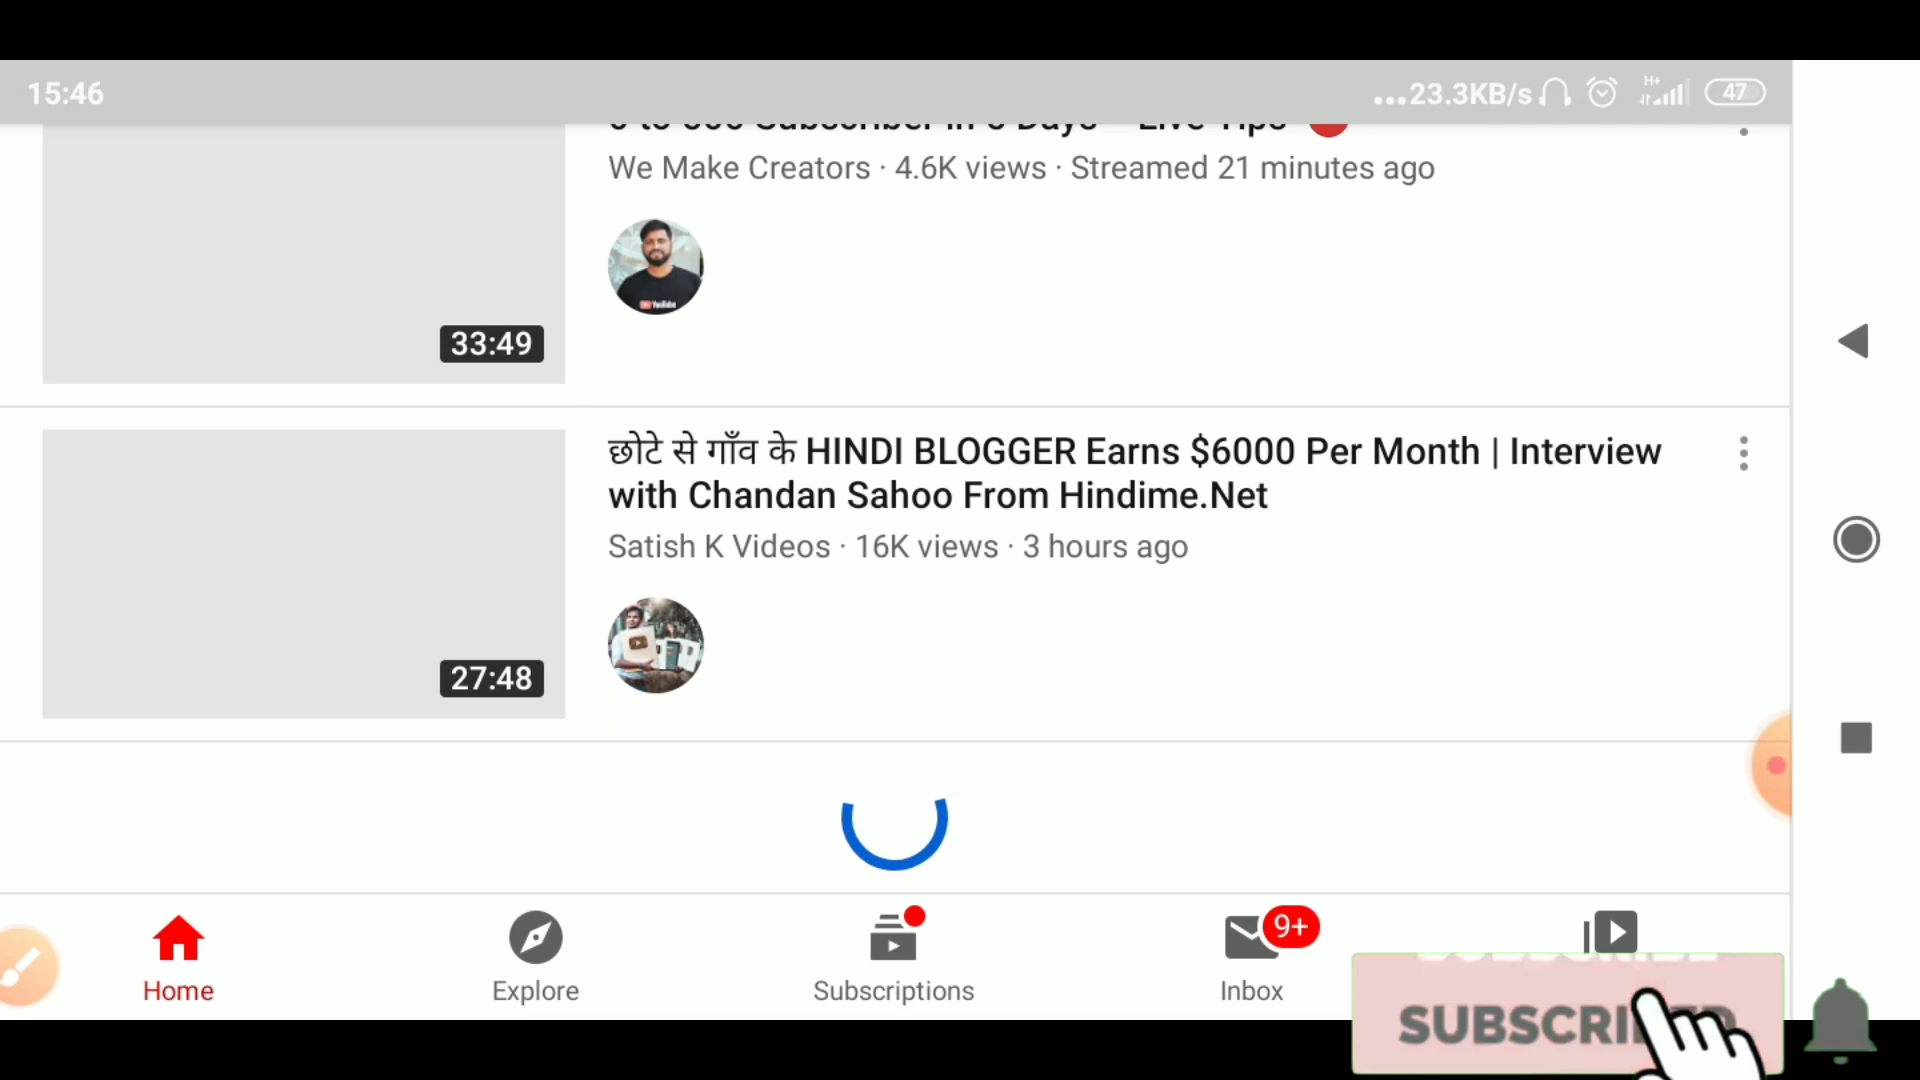 15:46
...23.3KB/s H+ 47
We Make Creators · 4.6K views · Streamed 21 minutes ago
33:49
छोटे से गाँव के HINDI BLOGGER Earns $6000 Per Month | Interview
with Chandan Sahoo From Hindime.Net
Satish K Videos · 16K views · 3 hours ago
27:48
9+
Home
Explore
Subscriptions
Inbox